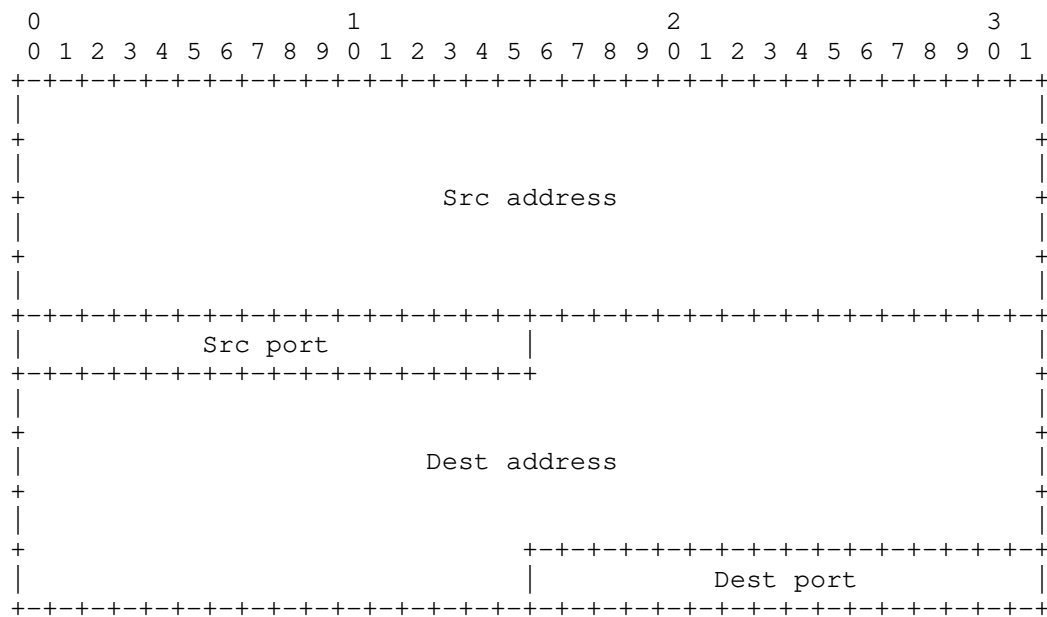 0                   1                   2                   3
0 1 2 3 4 5 6 7 8 9 0 1 2 3 4 5 6 7 8 9 0 1 2 3 4 5 6 7 8 9 0 1
Src address
Src port
Dest address
Dest port